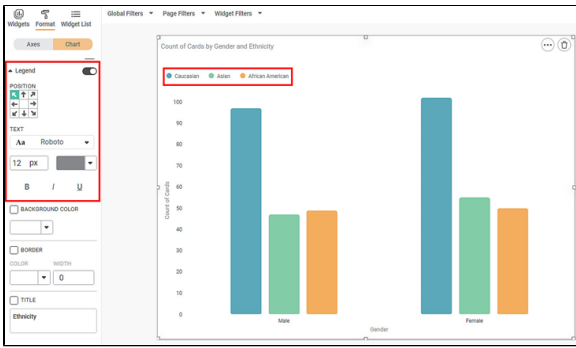 Widgets Format Widget List
Global Filters Page Filters Widget Filters
Axes Chart
Legend
POSITION
TEXT
Aa Roboto
12 px
B I U
BACKGROUND COLOR
BORDER
COLOR WIDTH
0
TITLE
Ethnicity
Count of Cards by Gender and Ethnicity
Caucasian Asian African American
Count of Cards
100
90
80
70
60
50
40
30
20
10
0
Male Female
Gender